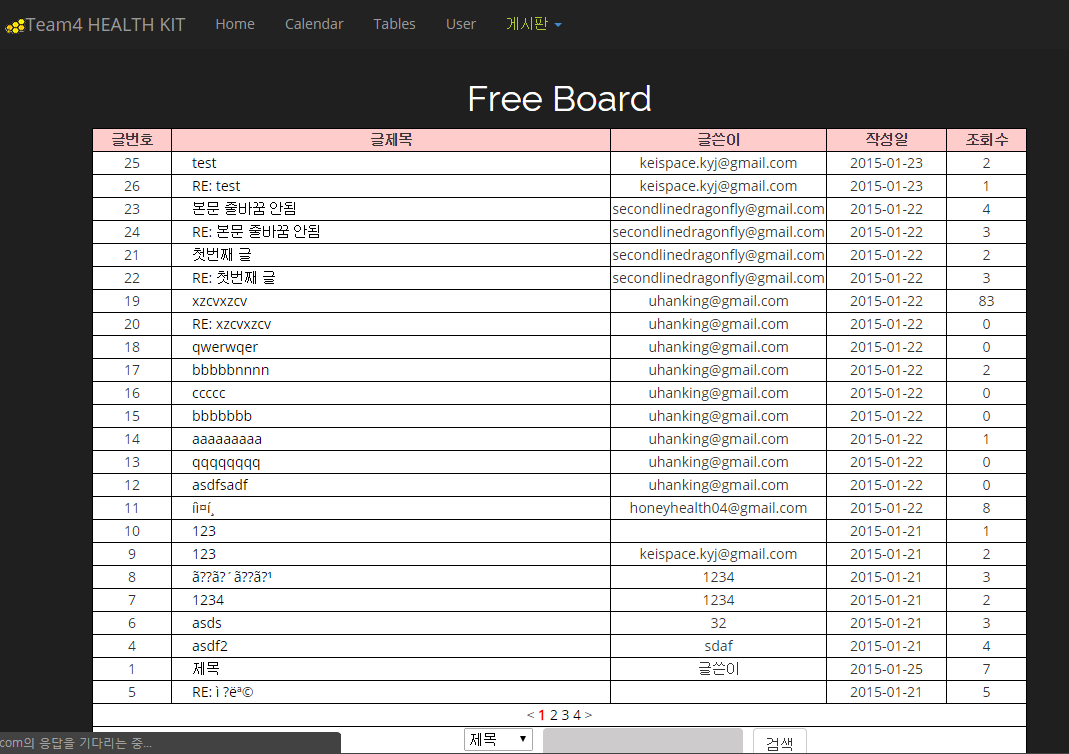 Team4 HEALTH KIT Home Calendar Tables User 게시판
Free Board
글번호 글제목 글쓴이 작성일 조회수
25 test keispace.kyj@gmail.com 2015-01-23 2
26 RE: test keispace.kyj@gmail.com 2015-01-23 1
23 본문 줄바꿈 안됨 secondlinedragonfly@gmail.com 2015-01-22 4
24 RE: 본문 줄바꿈 안됨 secondlinedragonfly@gmail.com 2015-01-22 3
21 첫번째 글 secondlinedragonfly@gmail.com 2015-01-22 2
22 RE: 첫번째 글 secondlinedragonfly@gmail.com 2015-01-22 3
19 xzcvxzcv uhanking@gmail.com 2015-01-22 83
20 RE: xzcvxzcv uhanking@gmail.com 2015-01-22 0
18 qwerwqer uhanking@gmail.com 2015-01-22 0
17 bbbbbnnnn uhanking@gmail.com 2015-01-22 2
16 ccccc uhanking@gmail.com 2015-01-22 0
15 bbbbbbb uhanking@gmail.com 2015-01-22 0
14 aaaaaaaaa uhanking@gmail.com 2015-01-22 1
13 qqqqqqqq uhanking@gmail.com 2015-01-22 0
12 asdfsadf uhanking@gmail.com 2015-01-22 0
11 honeyhealth04@gmail.com 2015-01-22 8
10 123 2015-01-21 1
9 123 keispace.kyj@gmail.com 2015-01-21 2
8 ã??ã?´ã??ã?¹ 1234 2015-01-21 3
7 1234 1234 2015-01-21 2
6 asds 32 2015-01-21 3
4 asdf2 sdaf 2015-01-21 4
1 제목 글쓴이 2015-01-25 7
5 RE: ì ?ëª© 2015-01-21 5
< 1 2 3 4 >
제목 검색
com의 응답을 기다리는 중...